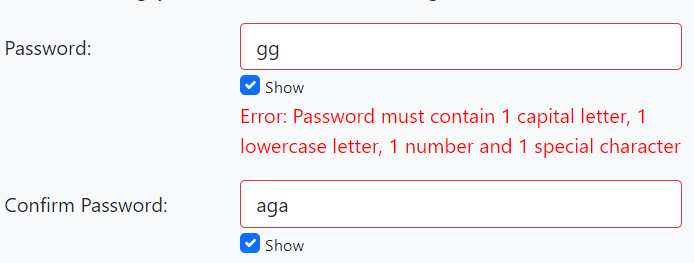 Password:
gg
Show
Error: Password must contain 1 capital letter, 1
lowercase letter, 1 number and 1 special character
Confirm Password:
aga
Show